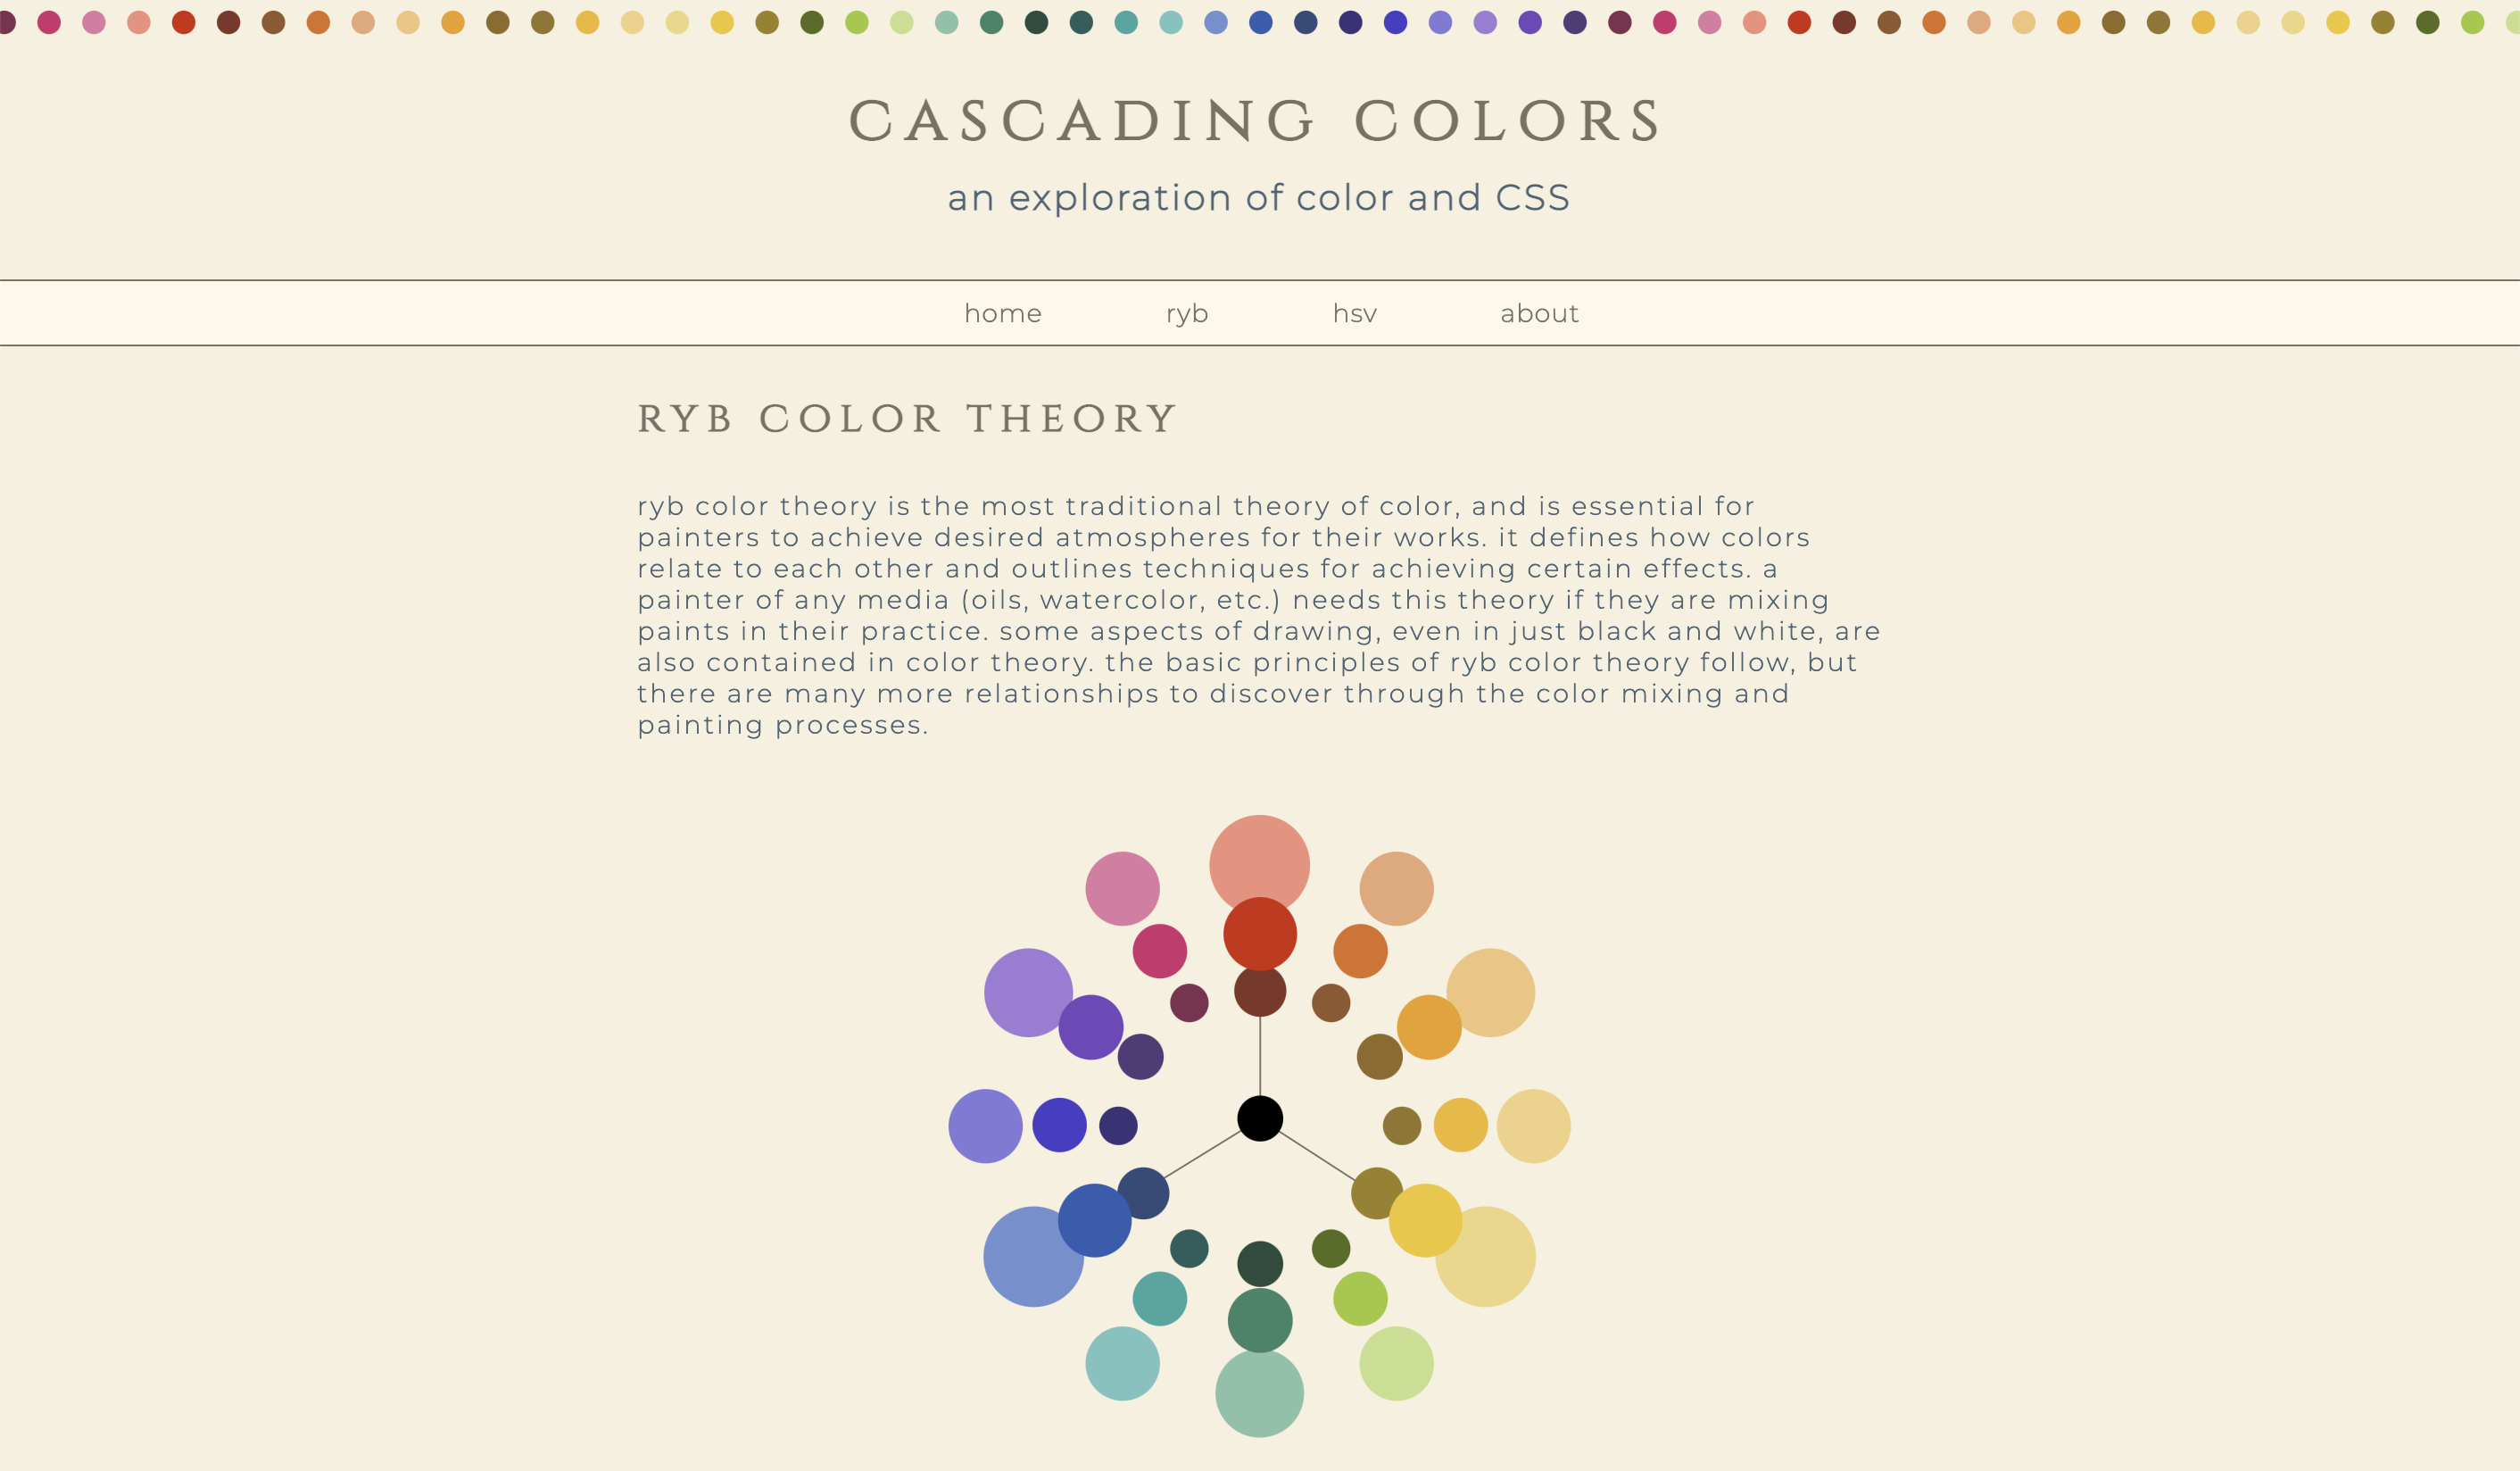 CASCADING COLORS
an exploration of color and CSS
home ryb hsv about
RYB COLOR THEORY
ryb color theory is the most traditional theory of color, and is essential for
painters to achieve desired atmospheres for their works. it defines how colors
relate to each other and outlines techniques for achieving certain effects. a
painter of any media (oils, watercolor, etc.) needs this theory if they are mixing
paints in their practice. some aspects of drawing, even in just black and white, are
also contained in color theory. the basic principles of ryb color theory follow, but
there are many more relationships to discover through the color mixing and
painting processes.